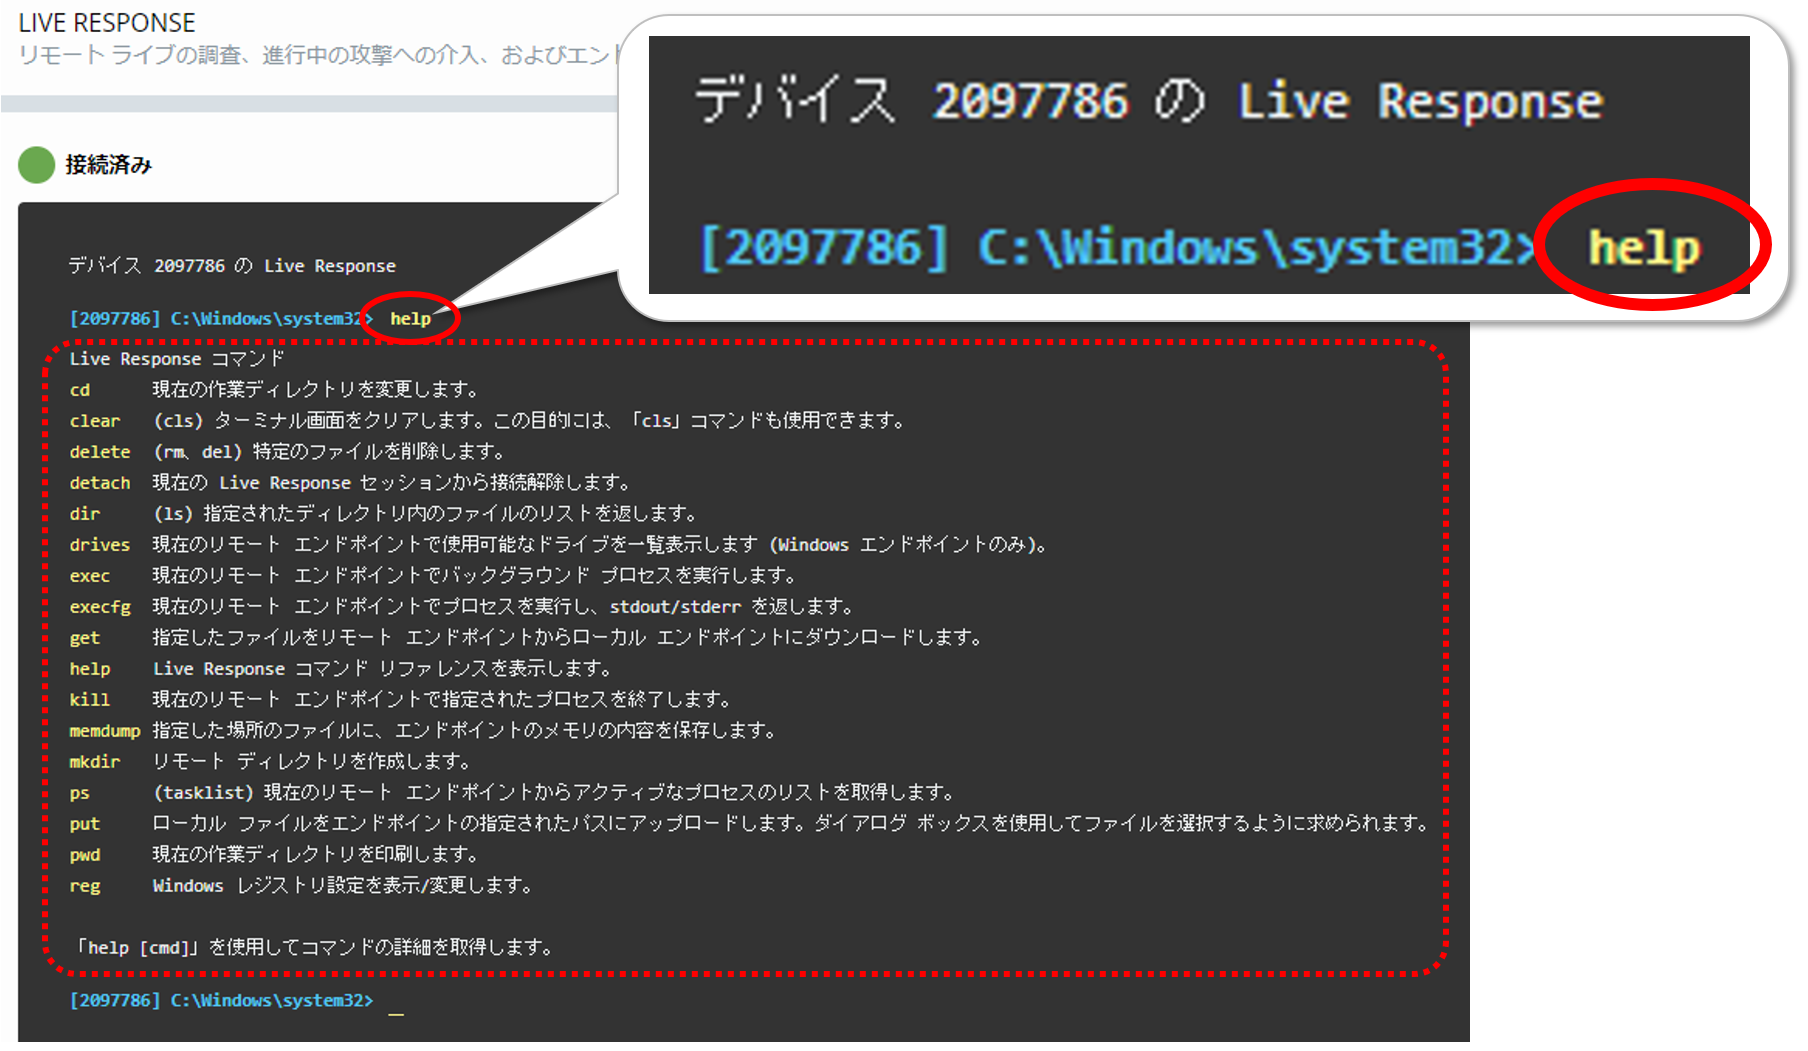 LIVE RESPONSE
リモート ライブの調査、進行中の攻撃への介入、およびエント
デバイス 2097786 の Live Response
[2097786] C:\Windows\system32> help
接続済み
デバイス 2097786 の Live Response
[2097786] C:\Windows\system32> help
Live Response コマンド
cd 現在の作業ディレクトリを変更します。
clear (cls) ターミナル画面をクリアします。この目的には、「cls」コマンドも使用できます。
delete (rm、del) 特定のファイルを削除します。
detach 現在の Live Response セッションから接続解除します。
dir (ls) 指定されたディレクトリ内のファイルのリストを返します。
drives 現在のリモート エンドポイントで使用可能なドライブを一覧表示します (Windows エンドポイントのみ)。
exec 現在のリモート エンドポイントでバックグラウンド プロセスを実行します。
execfg 現在のリモート エンドポイントでプロセスを実行し、stdout/stderr を返します。
get 指定したファイルをリモート エンドポイントからローカル エンドポイントにダウンロードします。
help Live Response コマンド リファレンスを表示します。
kill 現在のリモート エンドポイントで指定されたプロセスを終了します。
memdump 指定した場所のファイルに、エンドポイントのメモリの内容を保存します。
mkdir リモート ディレクトリを作成します。
ps (tasklist) 現在のリモート エンドポイントからアクティブなプロセスのリストを取得します。
put ローカル ファイルをエンドポイントの指定されたパスにアップロードします。ダイアログ ボックスを使用してファイルを選択するように求められます。
pwd 現在の作業ディレクトリを印刷します。
reg Windows レジストリ設定を表示/変更します。
「help [cmd]」を使用してコマンドの詳細を取得します。
[2097786] C:\Windows\system32> _